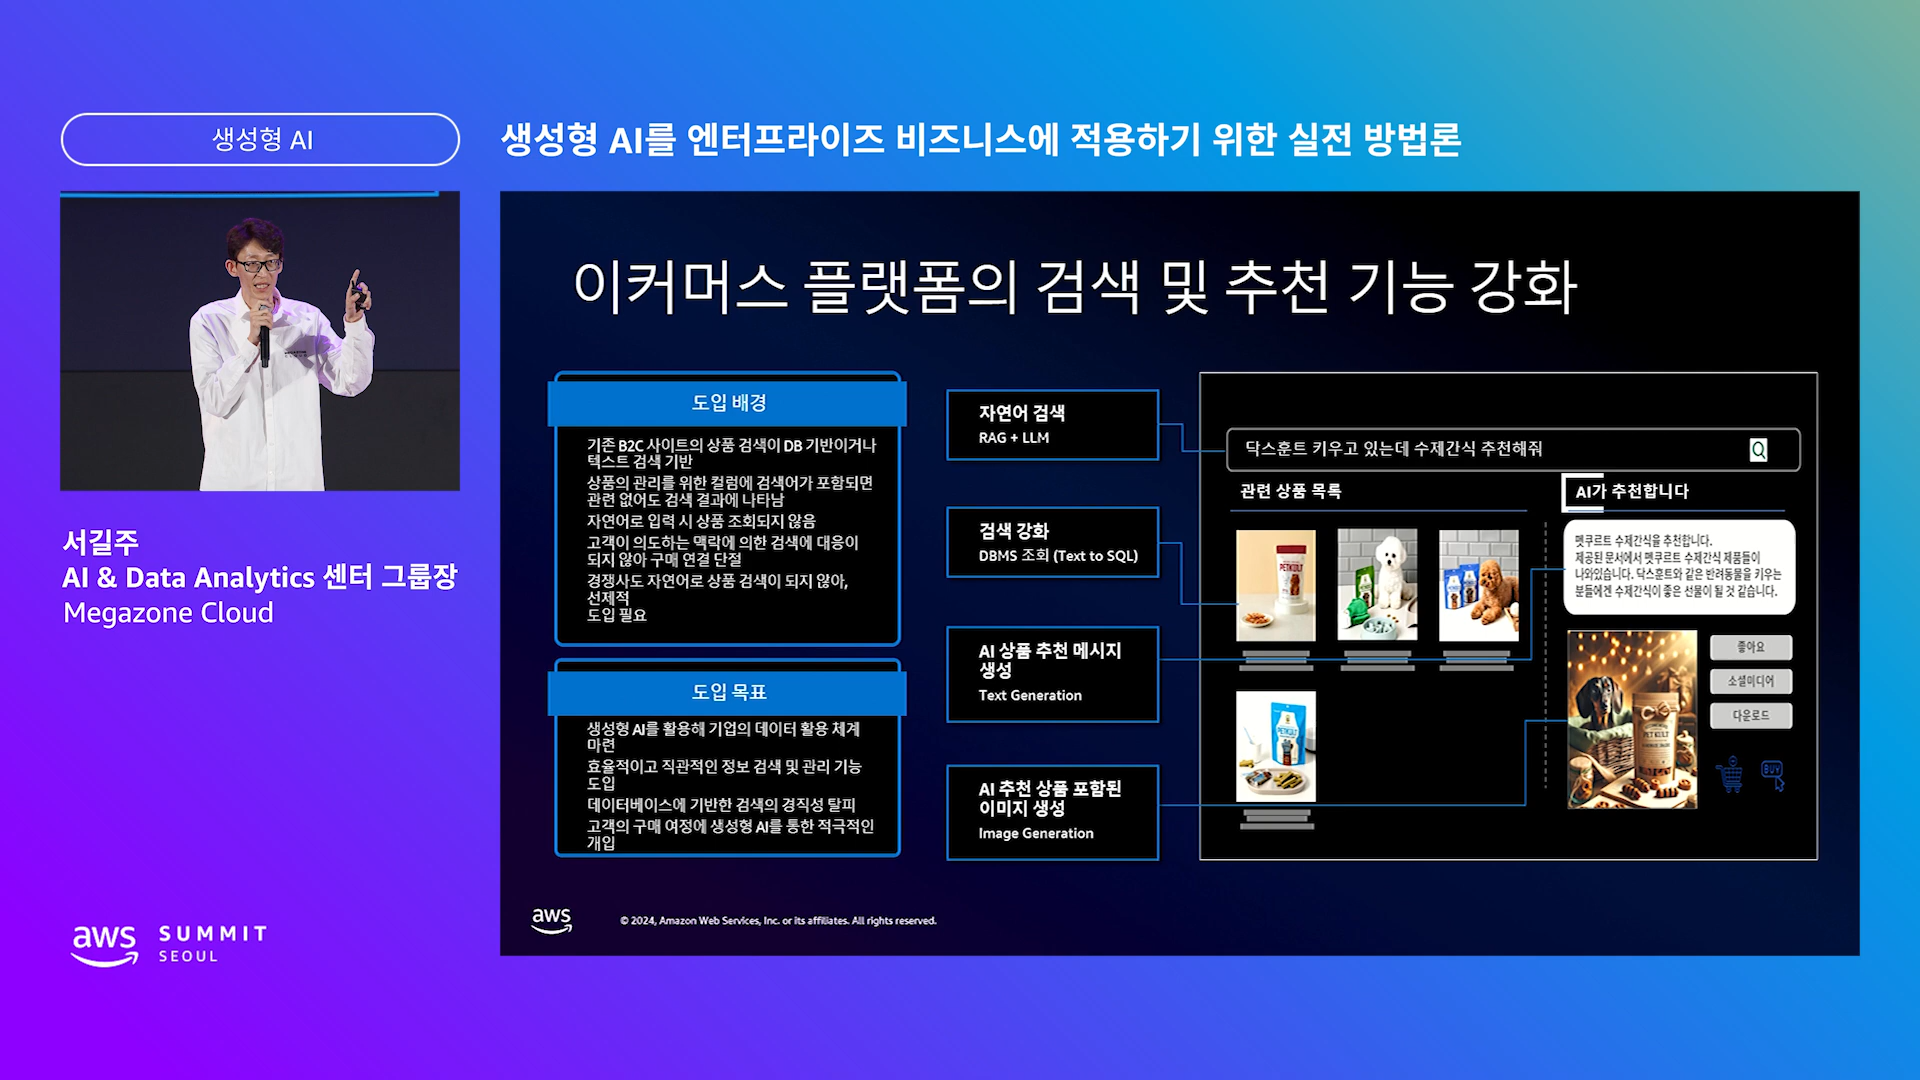 생성형 AI
생성형 AI를 엔터프라이즈 비즈니스에 적용하기 위한 실전 방법론
서길주
AI & Data Analytics 센터 그룹장
Megazone Cloud
aws SUMMIT
SEOUL
이커머스 플랫폼의 검색 및 추천 기능 강화
도입 배경
기존 B2C 사이트의 상품 검색이 DB 기반이거나
텍스트 검색 기반
상품의 관리를 위한 컬럼에 검색어가 포함되면
관련 없어도 검색 결과에 나타남
자연어로 입력 시 상품 조회되지 않음
고객이 의도하는 맥락에 의한 검색에 대응이
되지 않아 구매 연결 단절
경쟁사도 자연어로 상품 검색이 되지 않아,
선제적
도입 필요
도입 목표
생성형 AI를 활용해 기업의 데이터 활용 체계
마련
효율적이고 직관적인 정보 검색 및 관리 기능
도입
데이터베이스에 기반한 검색의 경직성 탈피
고객의 구매 여정에 생성형 AI를 통한 적극적인
개입
자연어 검색
RAG + LLM
검색 강화
DBMS 조회 (Text to SQL)
AI 상품 추천 메시지
생성
Text Generation
AI 추천 상품 포함된
이미지 생성
Image Generation
닥스훈트 키우고 있는데 수제간식 추천해줘
관련 상품 목록
AI가 추천합니다
PETKULT
PETKULT
펫쿠르트 수제간식을 추천합니다.
제공된 문서에서 펫쿠르트 수제간식 제품들이
나와있습니다. 닥스훈트와 같은 반려동물을 키우는
분들에겐 수제간식이 좋은 선물이 될 것 같습니다.
PETKULT
좋아요
소셜미디어
다운로드
BUY
aws
© 2024, Amazon Web Services, Inc. or its affiliates. All rights reserved.